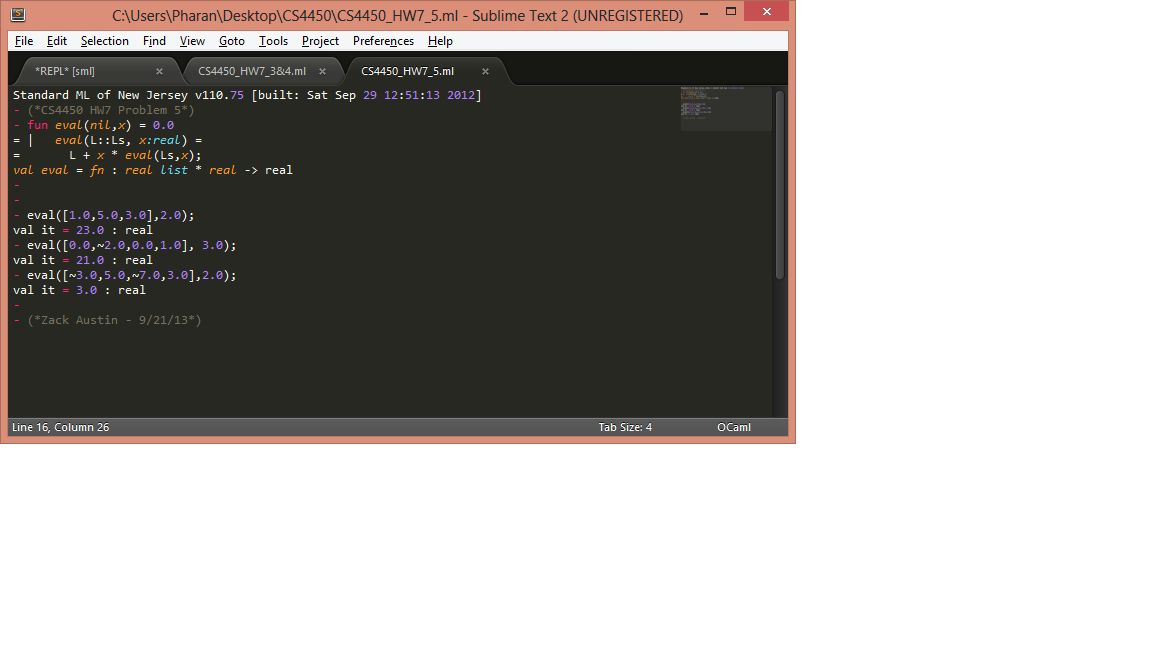 C:\Users\Pharan\Desktop\CS4450\CS4450_HW7_5.ml - Sublime Text 2 (UNREGISTERED)
File Edit Selection Find View Goto Tools Project Preferences Help
*REPL* [sml] CS4450_HW7_3&4.ml CS4450_HW7_5.ml
Standard ML of New Jersey v110.75 [built: Sat Sep 29 12:51:13 2012]
- (*CS4450 HW7 Problem 5*)
- fun eval(nil,x) = 0.0
= |   eval(L::Ls, x:real) =
=       L + x * eval(Ls,x);
val eval = fn : real list * real -> real
-
-
- eval([1.0,5.0,3.0],2.0);
val it = 23.0 : real
- eval([0.0,~2.0,0.0,1.0], 3.0);
val it = 21.0 : real
- eval([~3.0,5.0,~7.0,3.0],2.0);
val it = 3.0 : real
-
- (*Zack Austin - 9/21/13*)
Line 16, Column 26 Tab Size: 4 OCaml